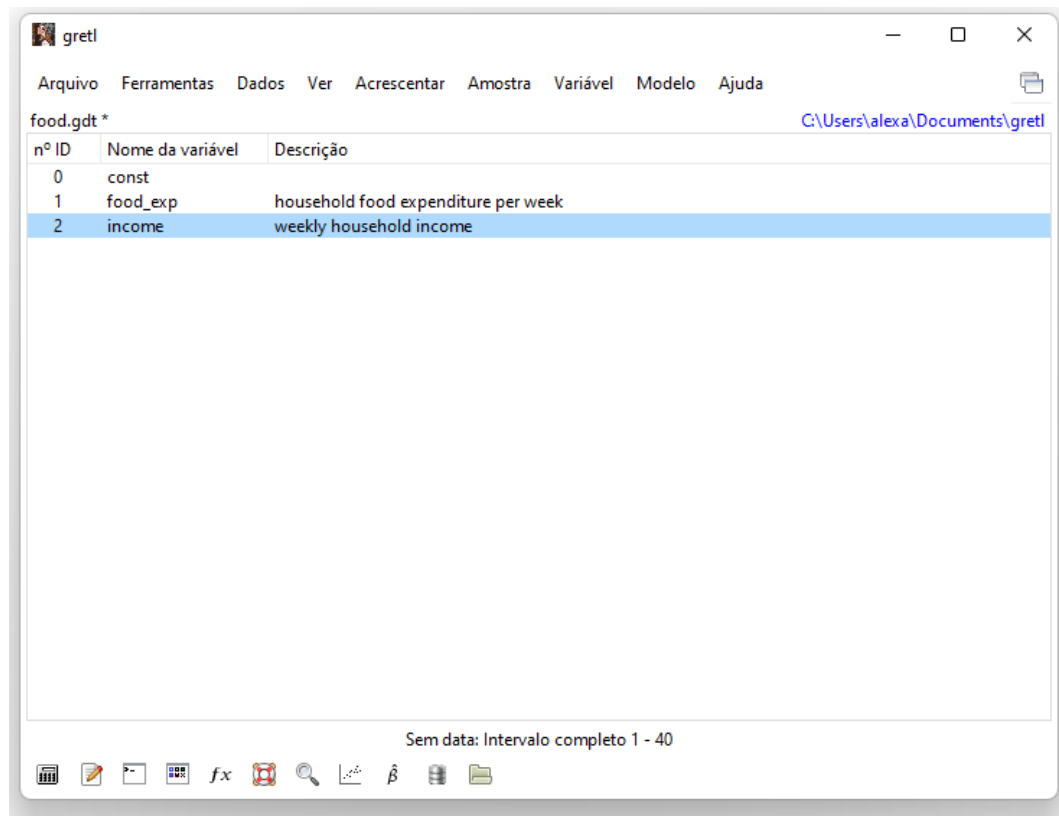 gretl
Arquivo Ferramentas Dados Ver Acrescentar Amostra Variável Modelo Ajuda
food.gdt * C:\Users\alexa\Documents\gretl
nº ID Nome da variável Descrição
0 const
1 food_exp household food expenditure per week
2 income weekly household income
Sem data: Intervalo completo 1 - 40
fx β̂